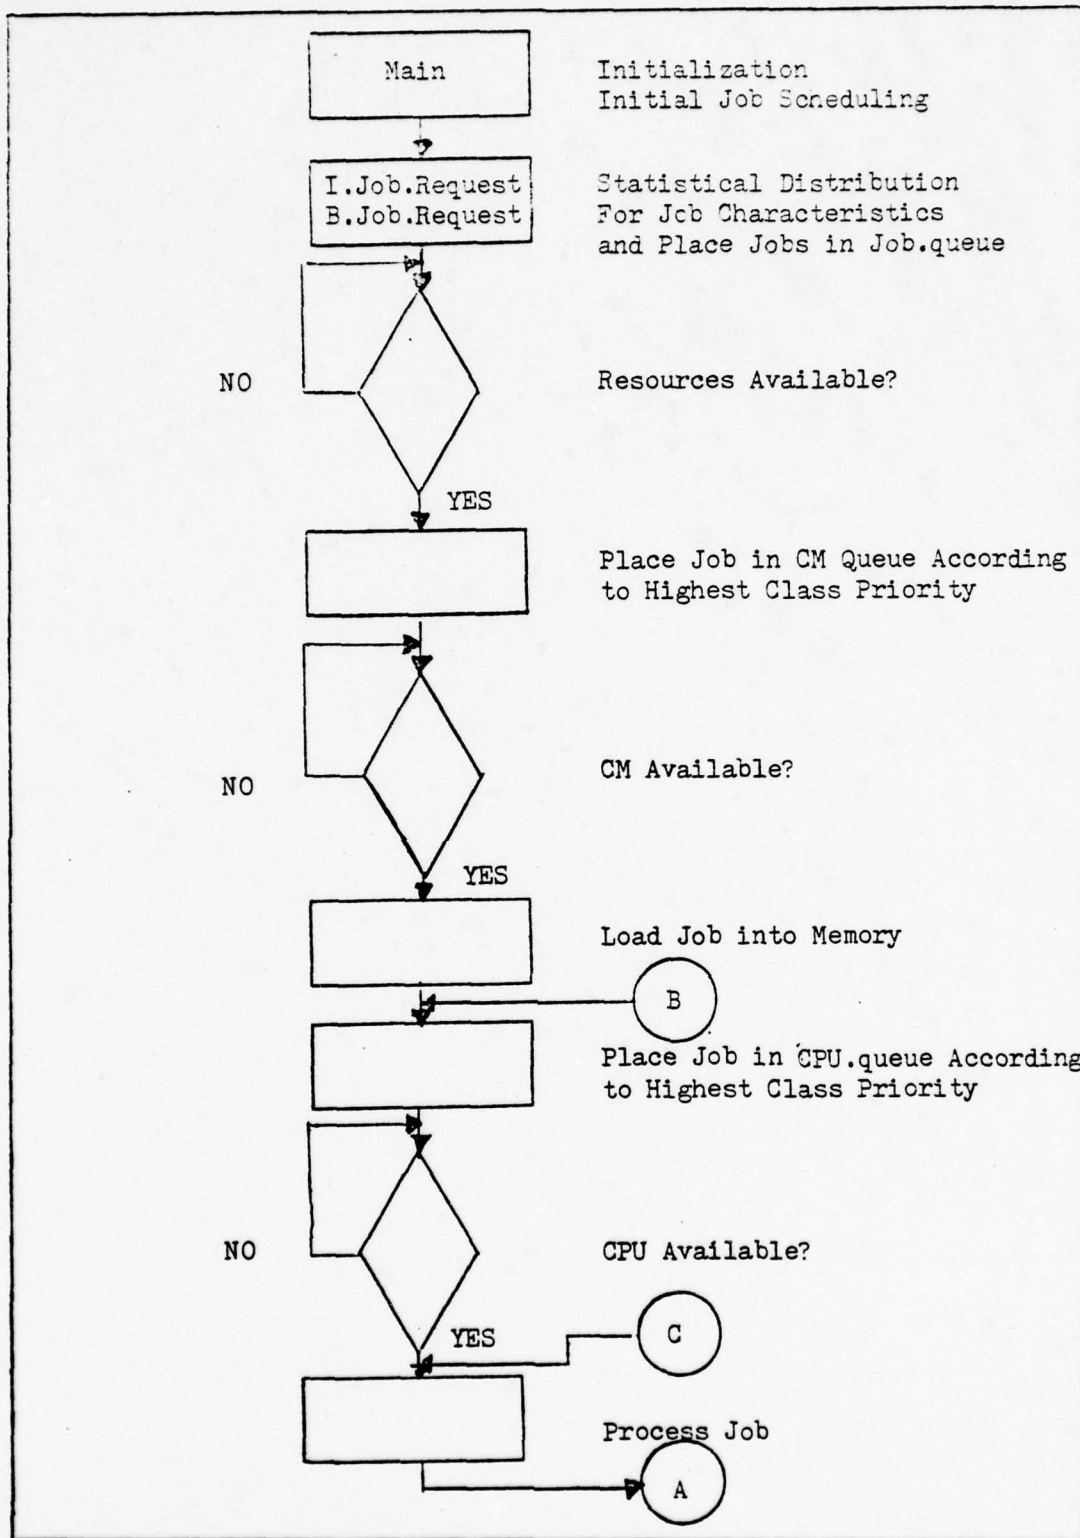 Main
Initialization
Initial Job Scheduling
I.Job.Request
B.Job.Request
Statistical Distribution
For Job Characteristics
and Place Jobs in Job.queue
NO
Resources Available?
YES
Place Job in CM Queue According
to Highest Class Priority
NO
CM Available?
YES
Load Job into Memory
B
Place Job in CPU.queue According
to Highest Class Priority
NO
CPU Available?
YES
C
Process Job
A